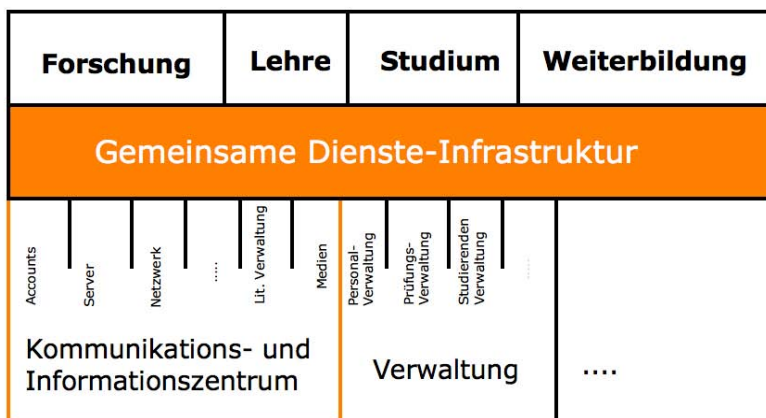 Forschung
Lehre
Studium
Weiterbildung
Gemeinsame Dienste-Infrastruktur
Accounts
Server
Netzwerk
.....
Lit. Verwaltung
Medien
Personal-
Verwaltung
Prüfungs-
Verwaltung
Studierenden
Verwaltung
.....
Kommunikations- und
Informationszentrum
Verwaltung
....